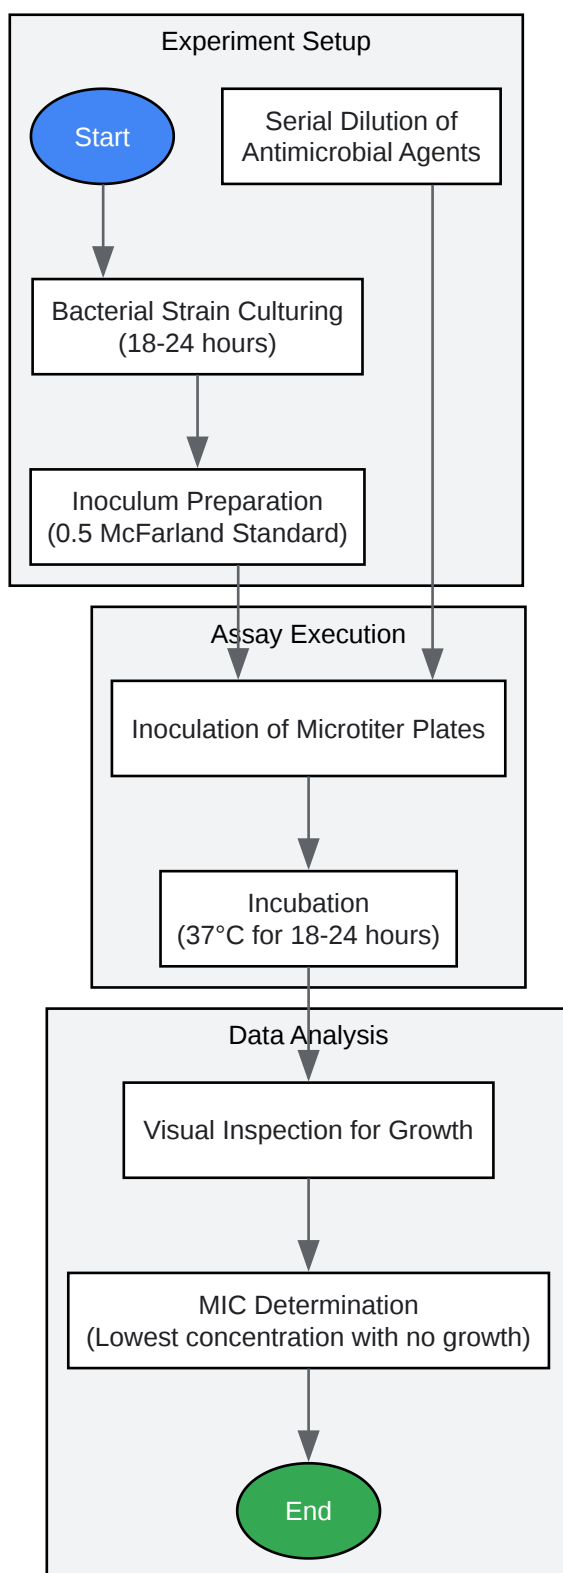 Experiment Setup
Start
Serial Dilution of
Antimicrobial Agents
Bacterial Strain Culturing
(18-24 hours)
Inoculum Preparation
(0.5 McFarland Standard)
Assay Execution
Inoculation of Microtiter Plates
Incubation
(37°C for 18-24 hours)
Data Analysis
Visual Inspection for Growth
MIC Determination
(Lowest concentration with no growth)
End